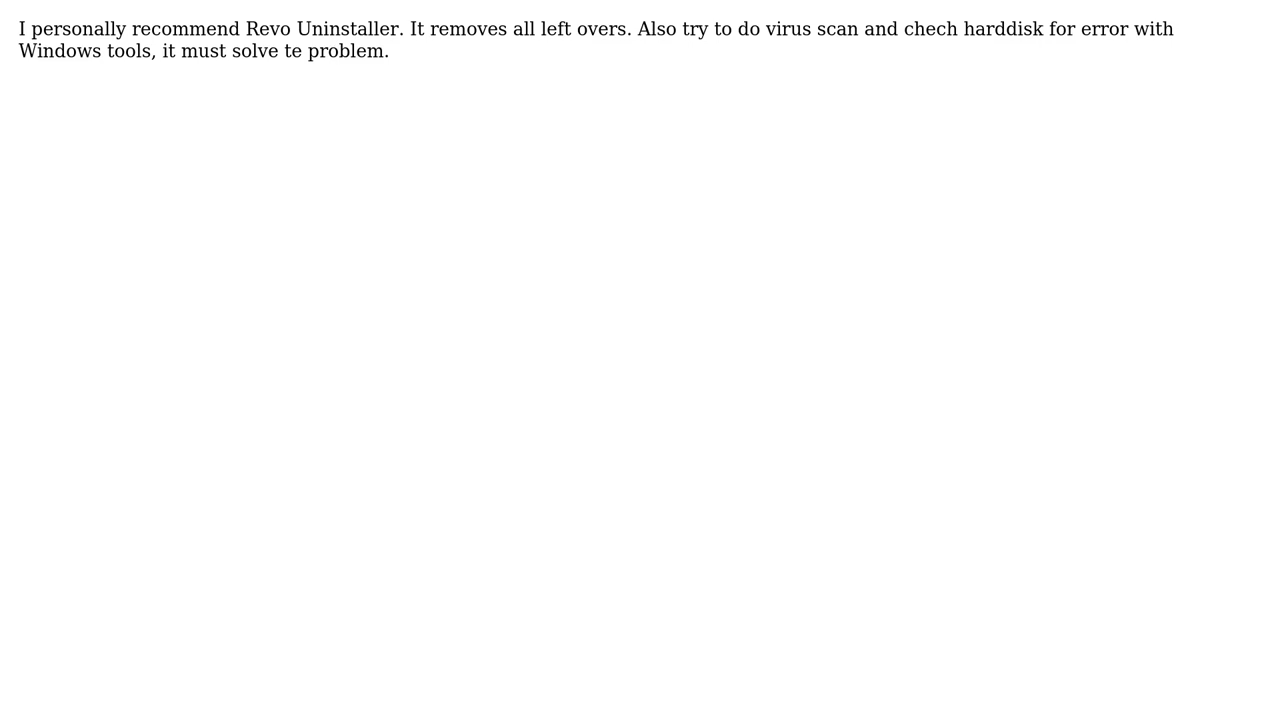 I personally recommend Revo Uninstaller. It removes all left overs. Also try to do virus scan and chech harddisk for error with
Windows tools, it must solve te problem.